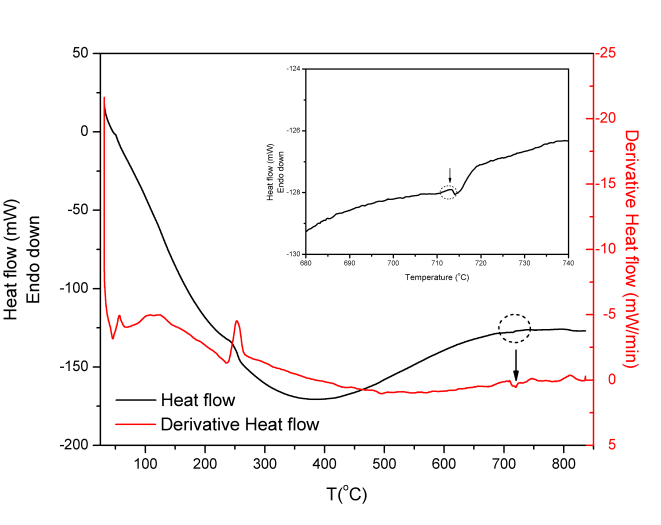 50
0
-50
-100
-150
-200
Heat flow (mW)
Endo down
100 200 300 400 500 600 700 800
T(°C)
-25
-20
-15
-10
-5
0
5
Derivative Heat flow (mW/min)
Heat flow
Derivative Heat flow
-124
-126
-128
-130
Heat flow (mW)
Endo down
680 690 700 710 720 730 740
Temperature (°C)